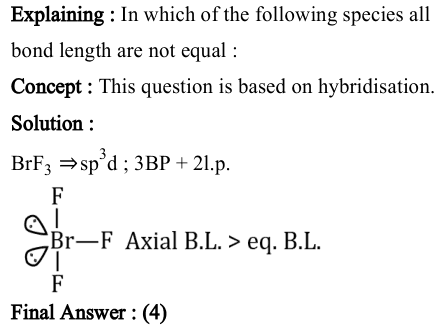 Explaining : In which of the following species all
bond length are not equal :
Concept : This question is based on hybridisation.
Solution :
BrF₃ ⇒sp³d ; 3BP + 2l.p.
F
Br—F Axial B.L. > eq. B.L.
F
Final Answer : (4)